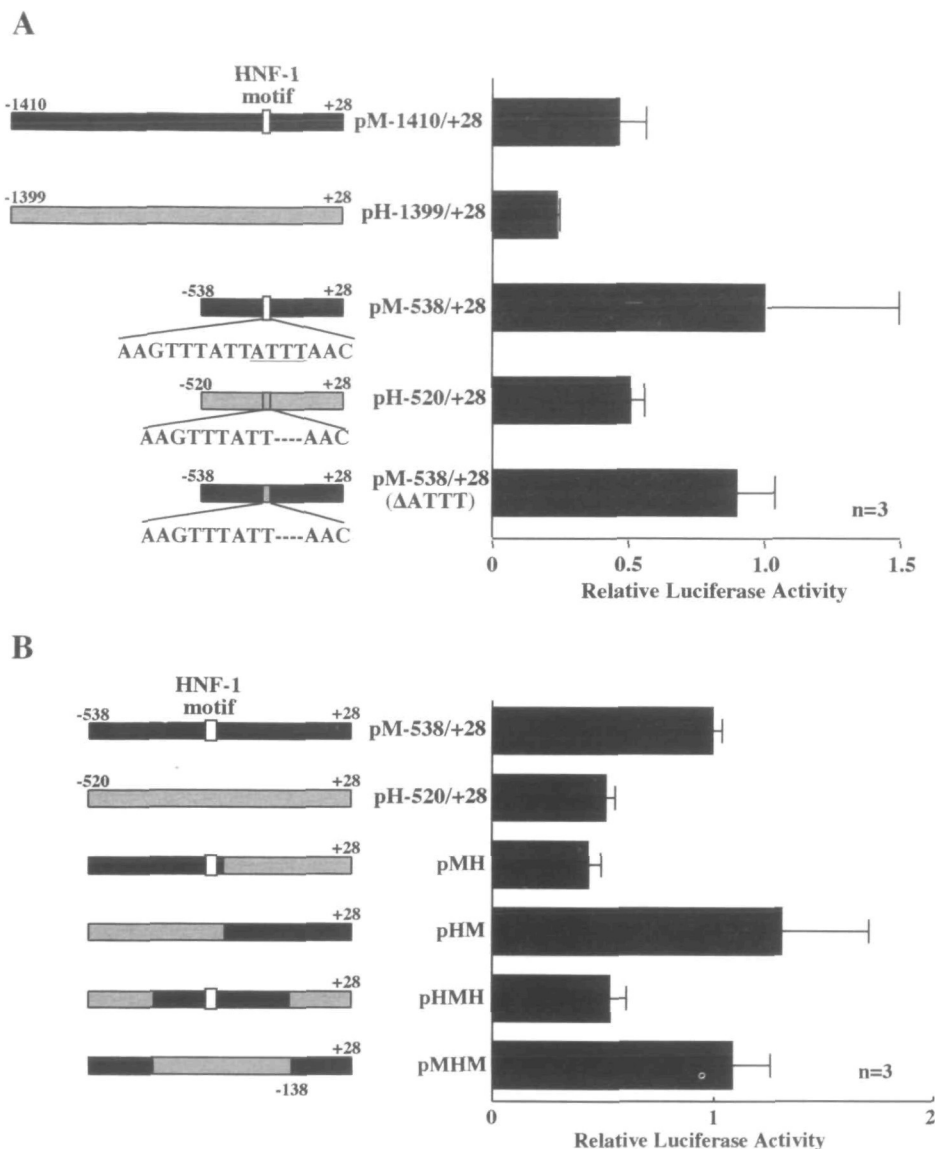 A
HNF-1
motif
-1410 +28 pM-1410/+28
-1399 +28 pH-1399/+28
-538 +28 pM-538/+28
AAGTTTATTATTTAAC
-520 +28 pH-520/+28
AAGTTTATT----AAC
-538 +28 pM-538/+28
(ΔATTT)
AAGTTTATT----AAC
n=3
0 0.5 1.0 1.5
Relative Luciferase Activity
B
HNF-1
motif
-538 +28 pM-538/+28
-520 +28 pH-520/+28
+28 pMH
+28 pHM
+28 pHMH
+28 pMHM
-138
n=3
0 1 2
Relative Luciferase Activity